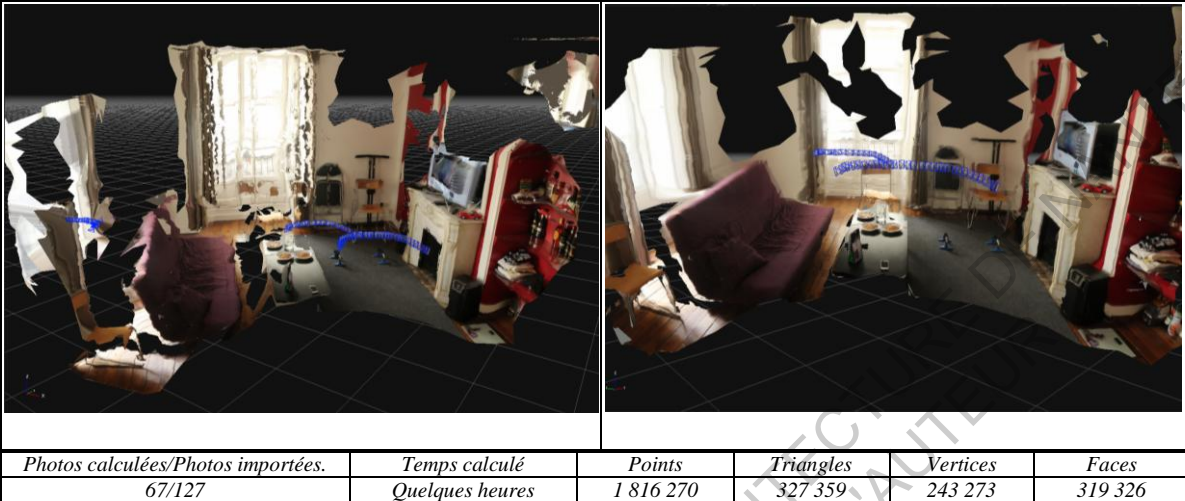 Photos calculées/Photos importées. Temps calculé Points Triangles Vertices Faces
67/127 Quelques heures 1 816 270 327 359 243 273 319 326